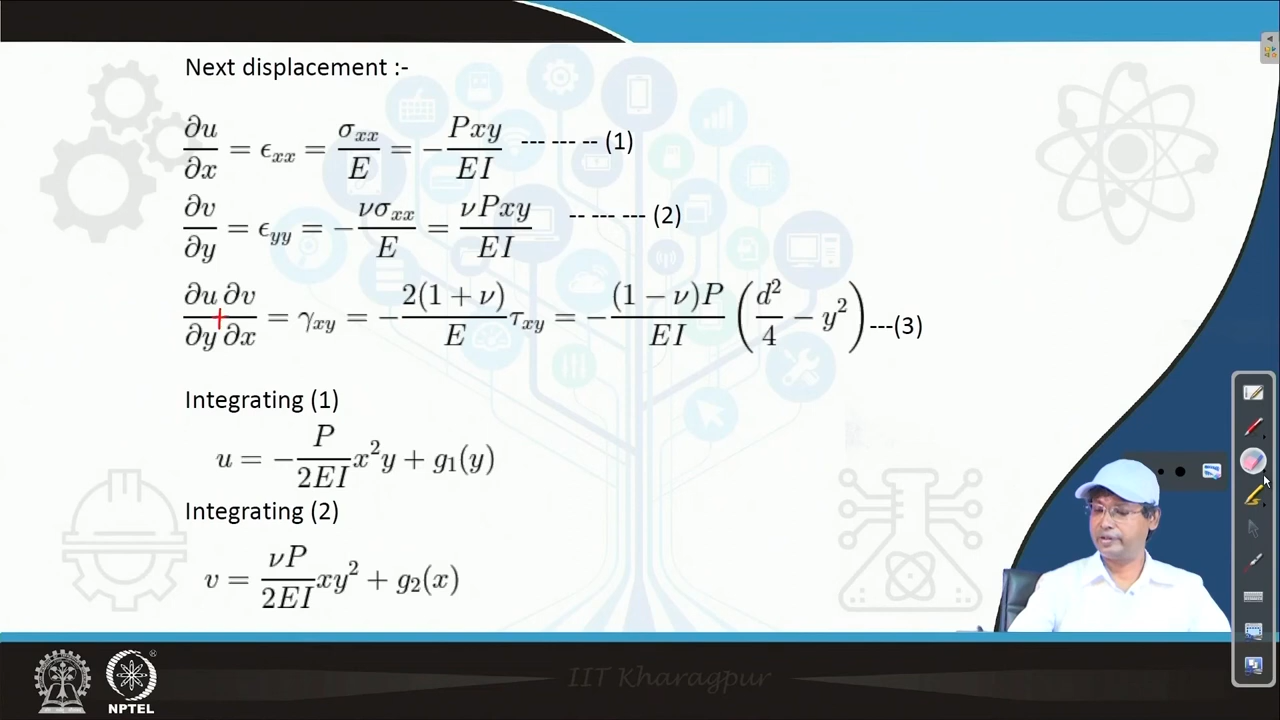 Next displacement :-
∂u/∂x = ϵ_xx = σ_xx/E = −Pxy/EI --- --- -- (1)
∂v/∂y = ϵ_yy = −νσ_xx/E = νPxy/EI -- --- --- (2)
∂u/∂y + ∂v/∂x = γ_xy = −2(1 + ν)/E τ_xy = −(1 − ν)P/EI (d²/4 − y²) ---(3)
Integrating (1)
u = −P/2EI x²y + g₁(y)
Integrating (2)
v = νP/2EI xy² + g₂(x)
IIT Kharagpur
NPTEL